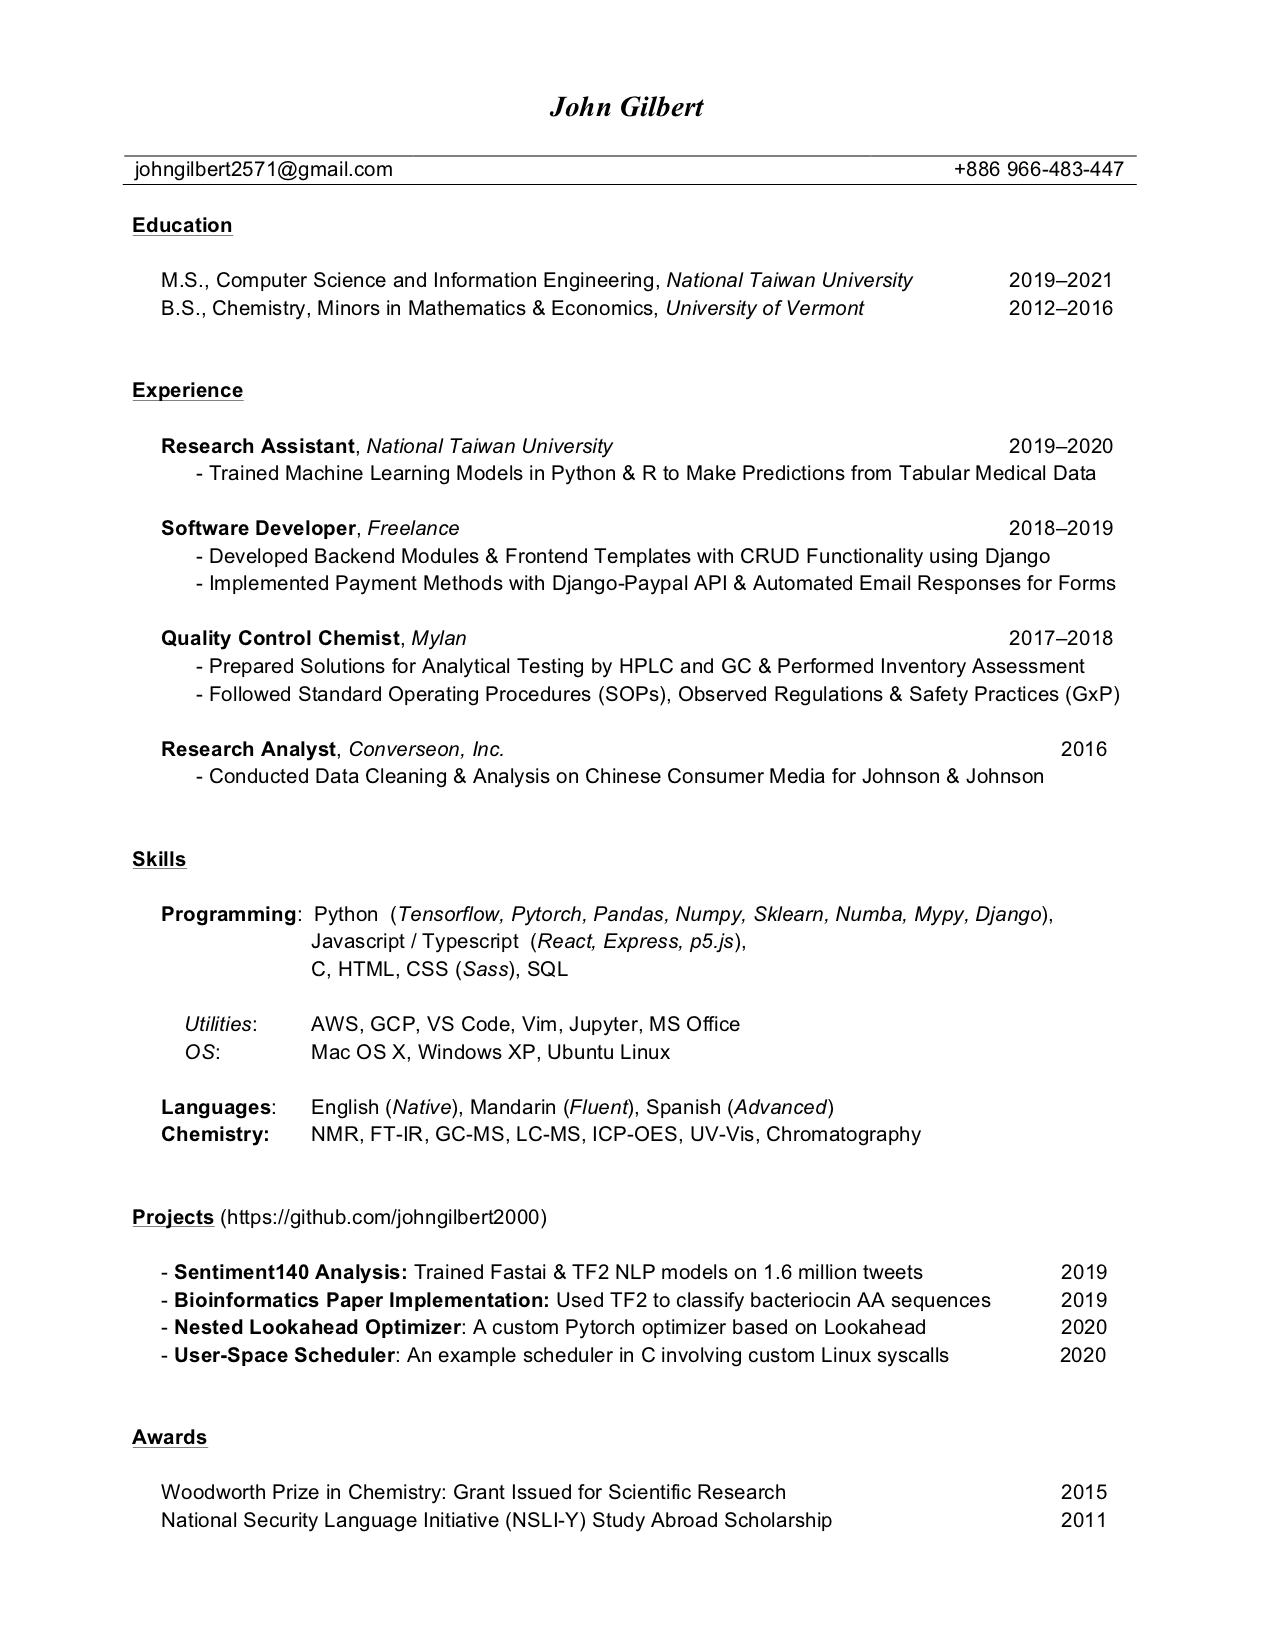 John Gilbert
johngilbert2571@gmail.com +886 966-483-447
Education
M.S., Computer Science and Information Engineering, National Taiwan University 2019–2021
B.S., Chemistry, Minors in Mathematics & Economics, University of Vermont 2012–2016
Experience
Research Assistant, National Taiwan University 2019–2020
- Trained Machine Learning Models in Python & R to Make Predictions from Tabular Medical Data
Software Developer, Freelance 2018–2019
- Developed Backend Modules & Frontend Templates with CRUD Functionality using Django
- Implemented Payment Methods with Django-Paypal API & Automated Email Responses for Forms
Quality Control Chemist, Mylan 2017–2018
- Prepared Solutions for Analytical Testing by HPLC and GC & Performed Inventory Assessment
- Followed Standard Operating Procedures (SOPs), Observed Regulations & Safety Practices (GxP)
Research Analyst, Converseon, Inc. 2016
- Conducted Data Cleaning & Analysis on Chinese Consumer Media for Johnson & Johnson
Skills
Programming: Python (Tensorflow, Pytorch, Pandas, Numpy, Sklearn, Numba, Mypy, Django),
Javascript / Typescript (React, Express, p5.js),
C, HTML, CSS (Sass), SQL
Utilities: AWS, GCP, VS Code, Vim, Jupyter, MS Office
OS: Mac OS X, Windows XP, Ubuntu Linux
Languages: English (Native), Mandarin (Fluent), Spanish (Advanced)
Chemistry: NMR, FT-IR, GC-MS, LC-MS, ICP-OES, UV-Vis, Chromatography
Projects (https://github.com/johngilbert2000)
- Sentiment140 Analysis: Trained Fastai & TF2 NLP models on 1.6 million tweets 2019
- Bioinformatics Paper Implementation: Used TF2 to classify bacteriocin AA sequences 2019
- Nested Lookahead Optimizer: A custom Pytorch optimizer based on Lookahead 2020
- User-Space Scheduler: An example scheduler in C involving custom Linux syscalls 2020
Awards
Woodworth Prize in Chemistry: Grant Issued for Scientific Research 2015
National Security Language Initiative (NSLI-Y) Study Abroad Scholarship 2011